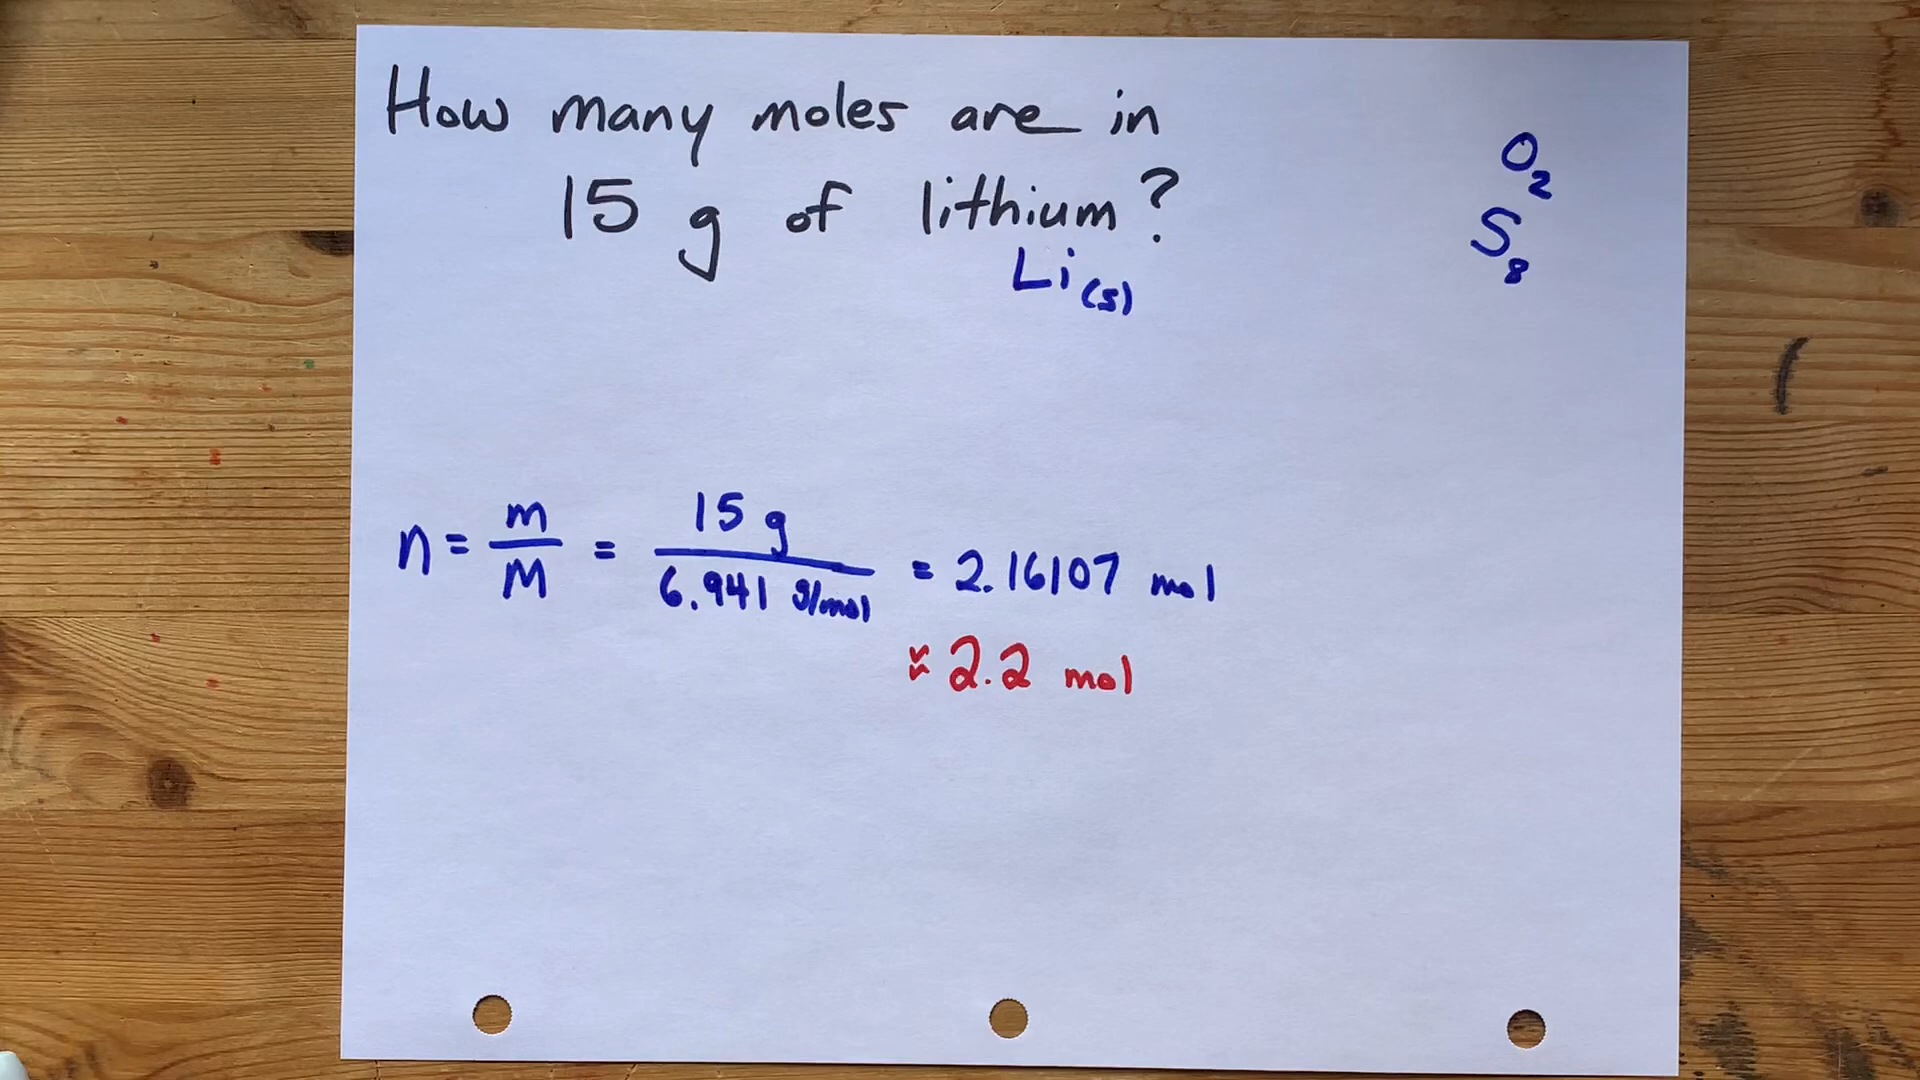 How many moles are in
15 g of lithium?
Li(s)
O2
S8
n = m/M = 15 g / 6.941 g/mol = 2.16107 mol
≈ 2.2 mol